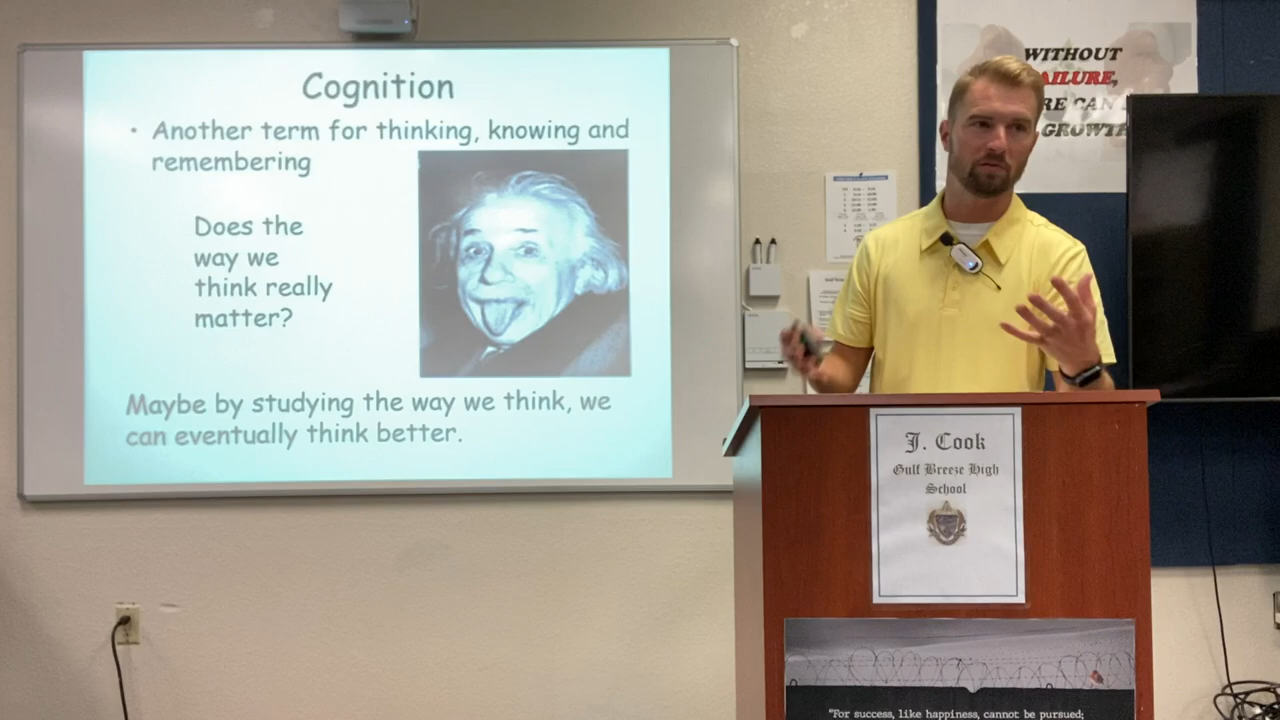 Cognition
• Another term for thinking, knowing and
remembering
Does the
way we
think really
matter?
Maybe by studying the way we think, we
can eventually think better.
WITHOUT
AILURE,
RE CAN
GROWTH
J. Cook
Gulf Breeze High
School
"For success, like happiness, cannot be pursued;